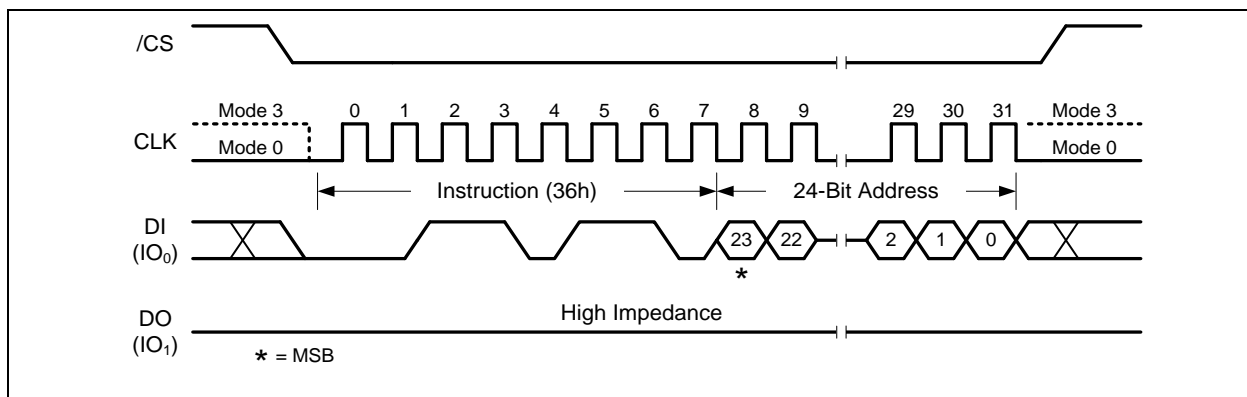 /CS
Mode 3 0 1 2 3 4 5 6 7 8 9 29 30 31 Mode 3
CLK
Mode 0 Mode 0
Instruction (36h) 24-Bit Address
DI
(IO₀)
23 22 2 1 0
*
DO
(IO₁)
High Impedance
* = MSB